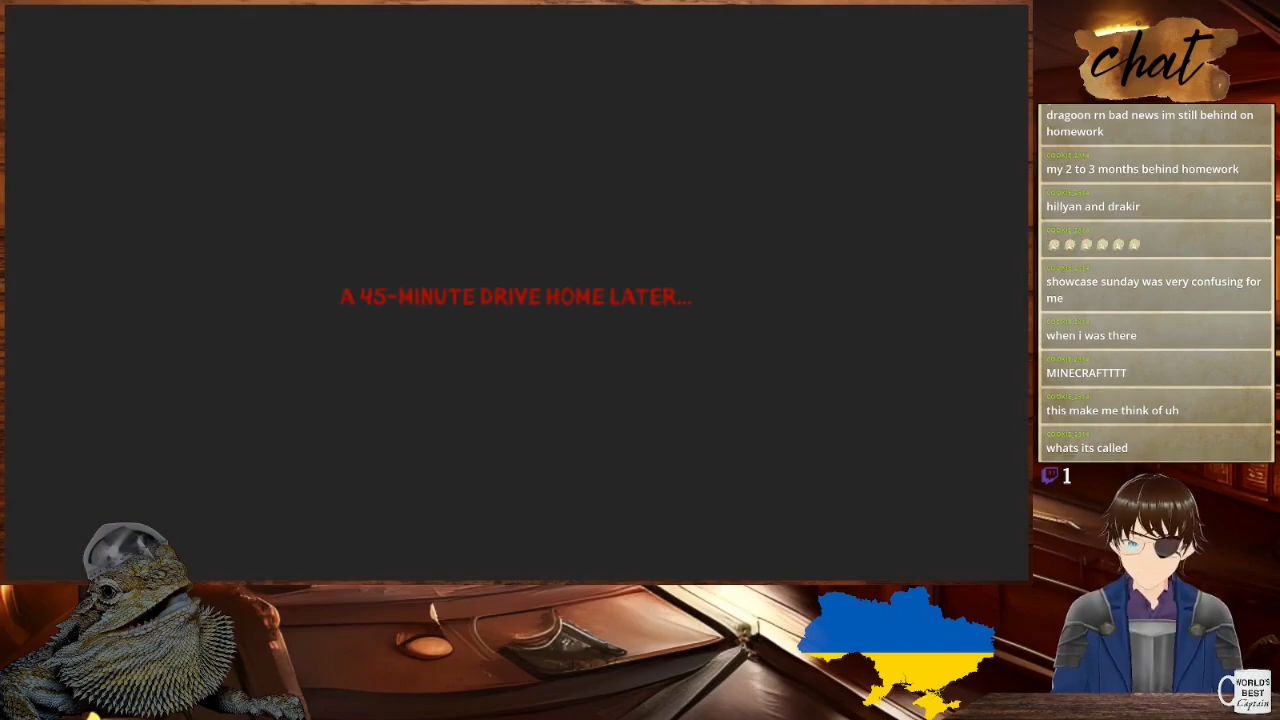 chat
dragoon rn bad news im still behind on
homework
my 2 to 3 months behind homework
hillyan and drakir
showcase sunday was very confusing for
me
when i was there
MINECRAFTTTT
this make me think of uh
whats its called
A 45-MINUTE DRIVE HOME LATER...
1
WORLD'S
BEST
Captain